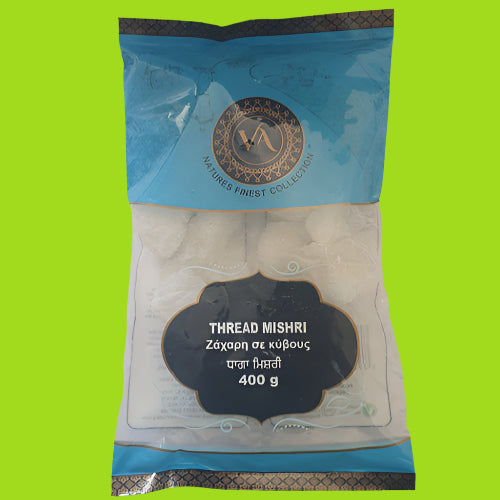 VA
NATURES FINEST COLLECTION
THREAD MISHRI
Ζάχαρη σε κύβους
ਧਾਗਾ ਮਿਸ਼ਰੀ
400 g